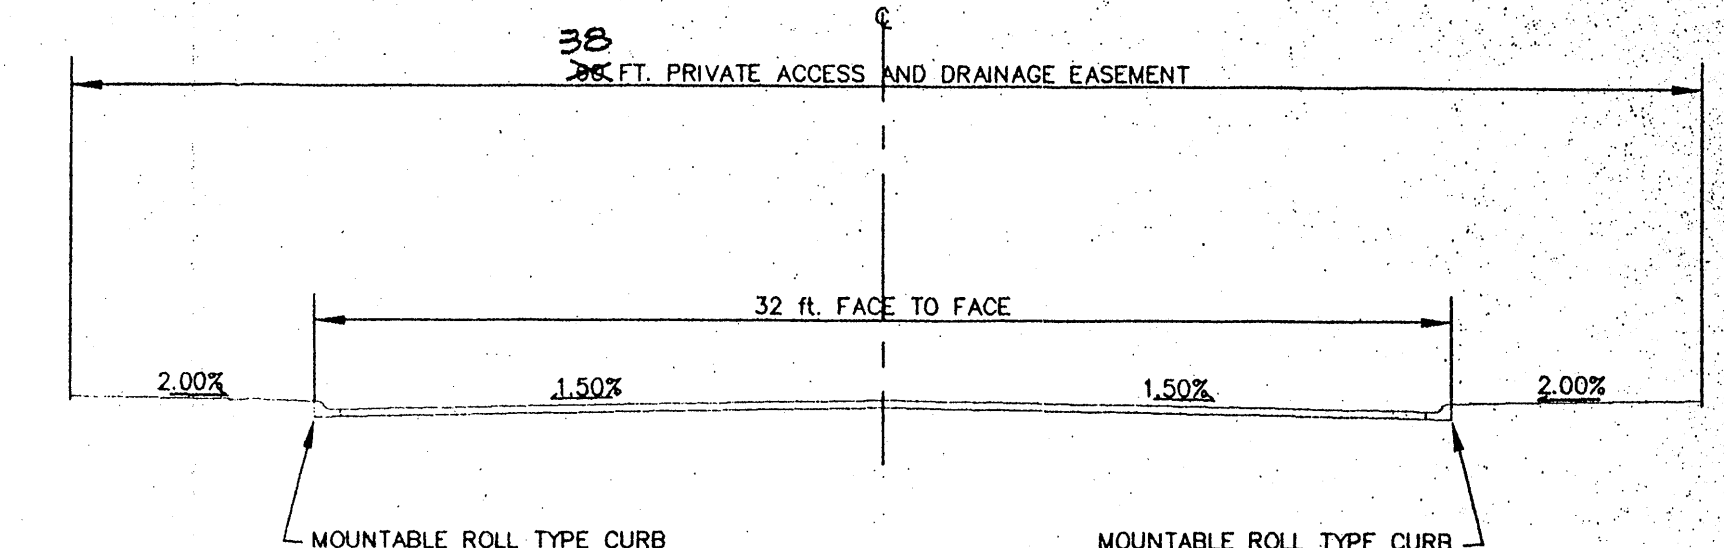 ℄
38
FT. PRIVATE ACCESS AND DRAINAGE EASEMENT
32 ft. FACE TO FACE
2.00% 1.50% 1.50% 2.00%
MOUNTABLE ROLL TYPE CURB MOUNTABLE ROLL TYPE CURB